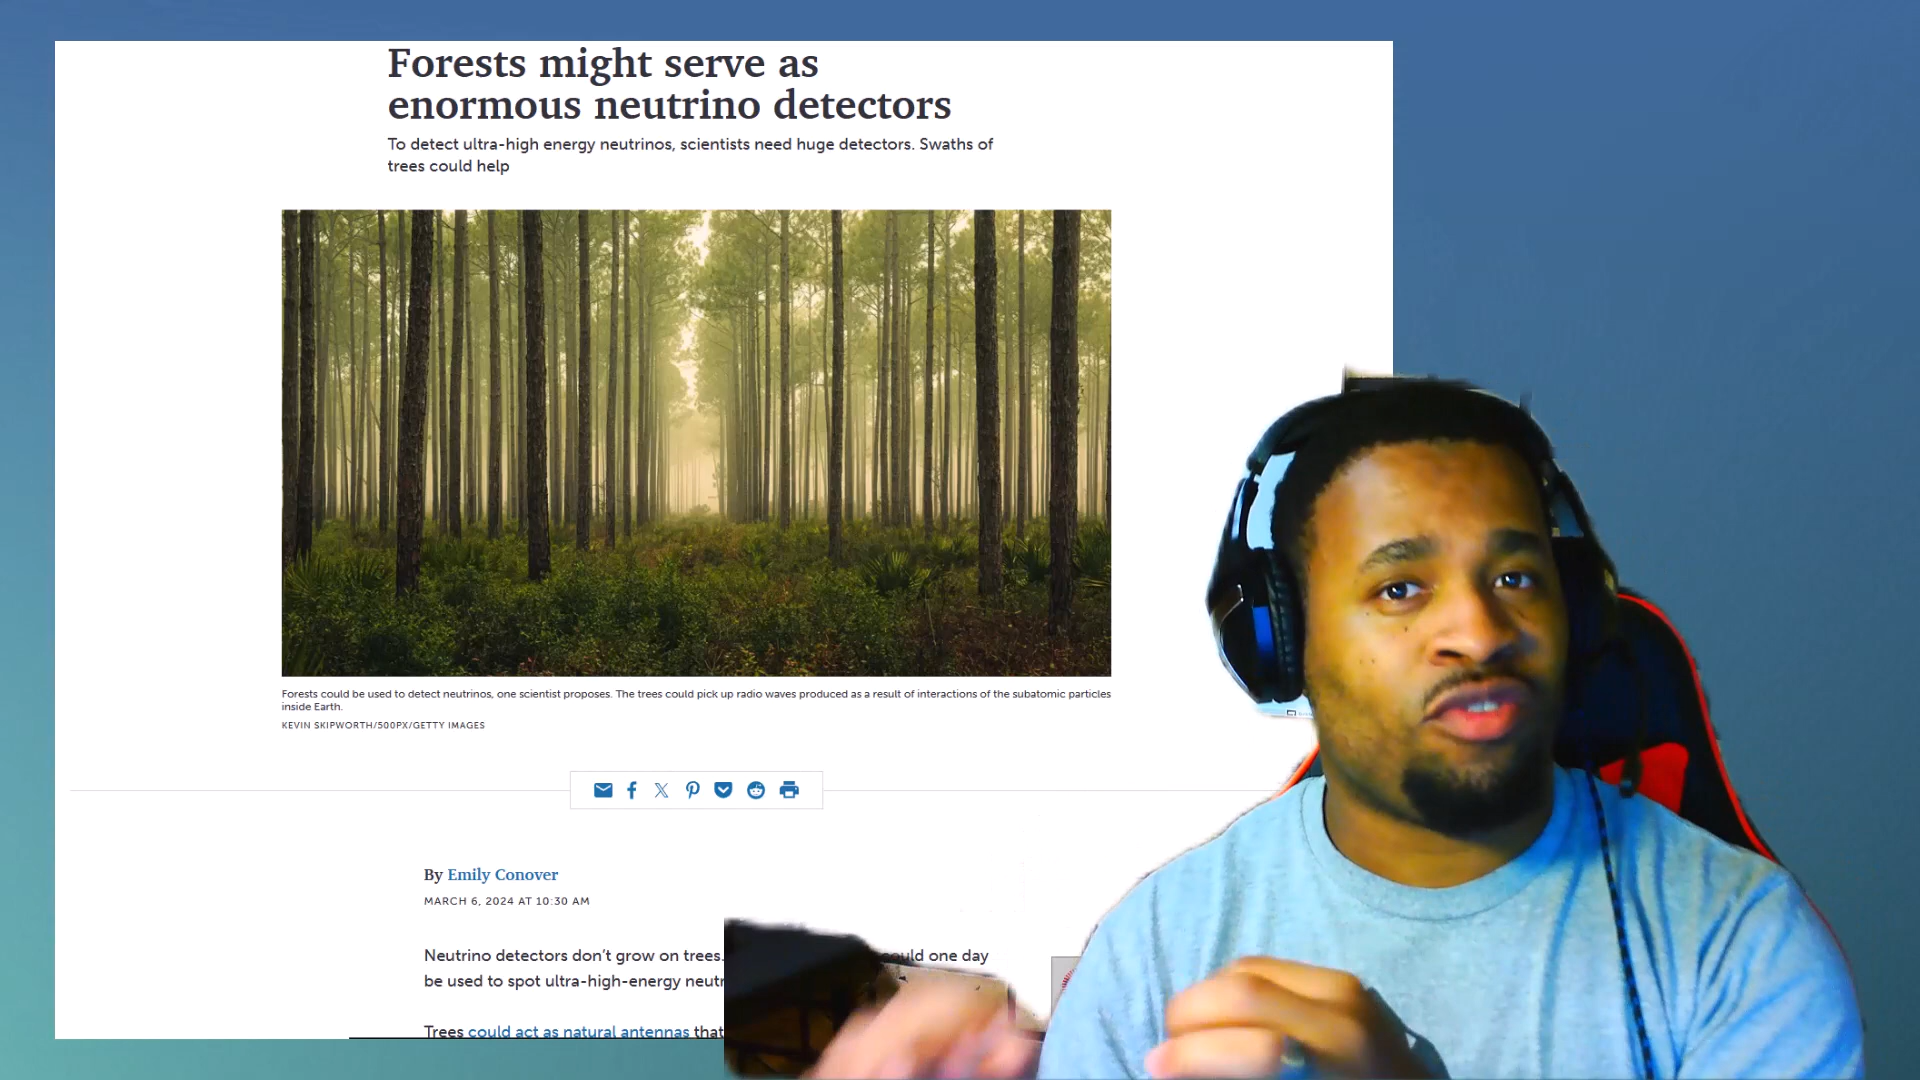 Forests might serve as
enormous neutrino detectors
To detect ultra-high energy neutrinos, scientists need huge detectors. Swaths of
trees could help
Forests could be used to detect neutrinos, one scientist proposes. The trees could pick up radio waves produced as a result of interactions of the subatomic particles
inside Earth.
KEVIN SKIPWORTH/500PX/GETTY IMAGES
By Emily Conover
MARCH 6, 2024 AT 10:30 AM
Neutrino detectors don't grow on trees. could one day
be used to spot ultra-high-energy
Trees could act as natural antennas that